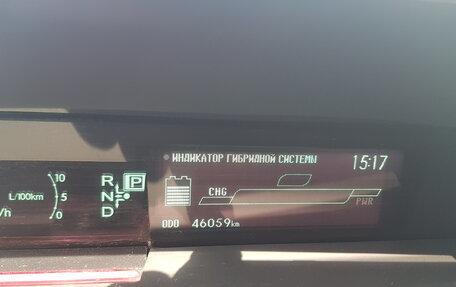 ИНДИКАТОР ГИБРИДНОЙ СИСТЕМЫ 15:17
10
L/100km 5
/h 0
R
N
D
P
CHG
PWR
ODO 46059km